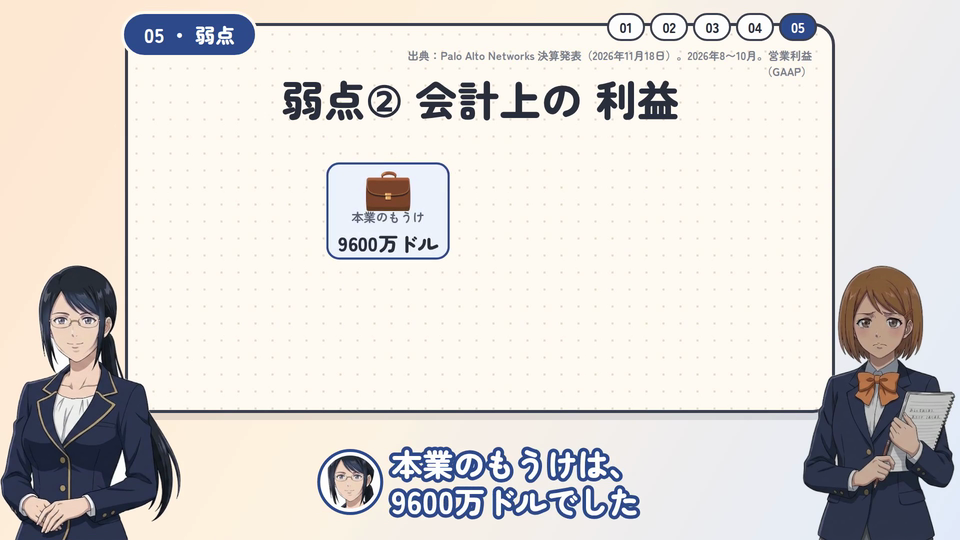 05 ・ 弱点
01 02 03 04 05
出典：Palo Alto Networks 決算発表（2026年11月18日）。2026年8〜10月。営業利益
（GAAP）
弱点② 会計上の 利益
本業のもうけ
9600万ドル
本業のもうけは、
9600万ドルでした